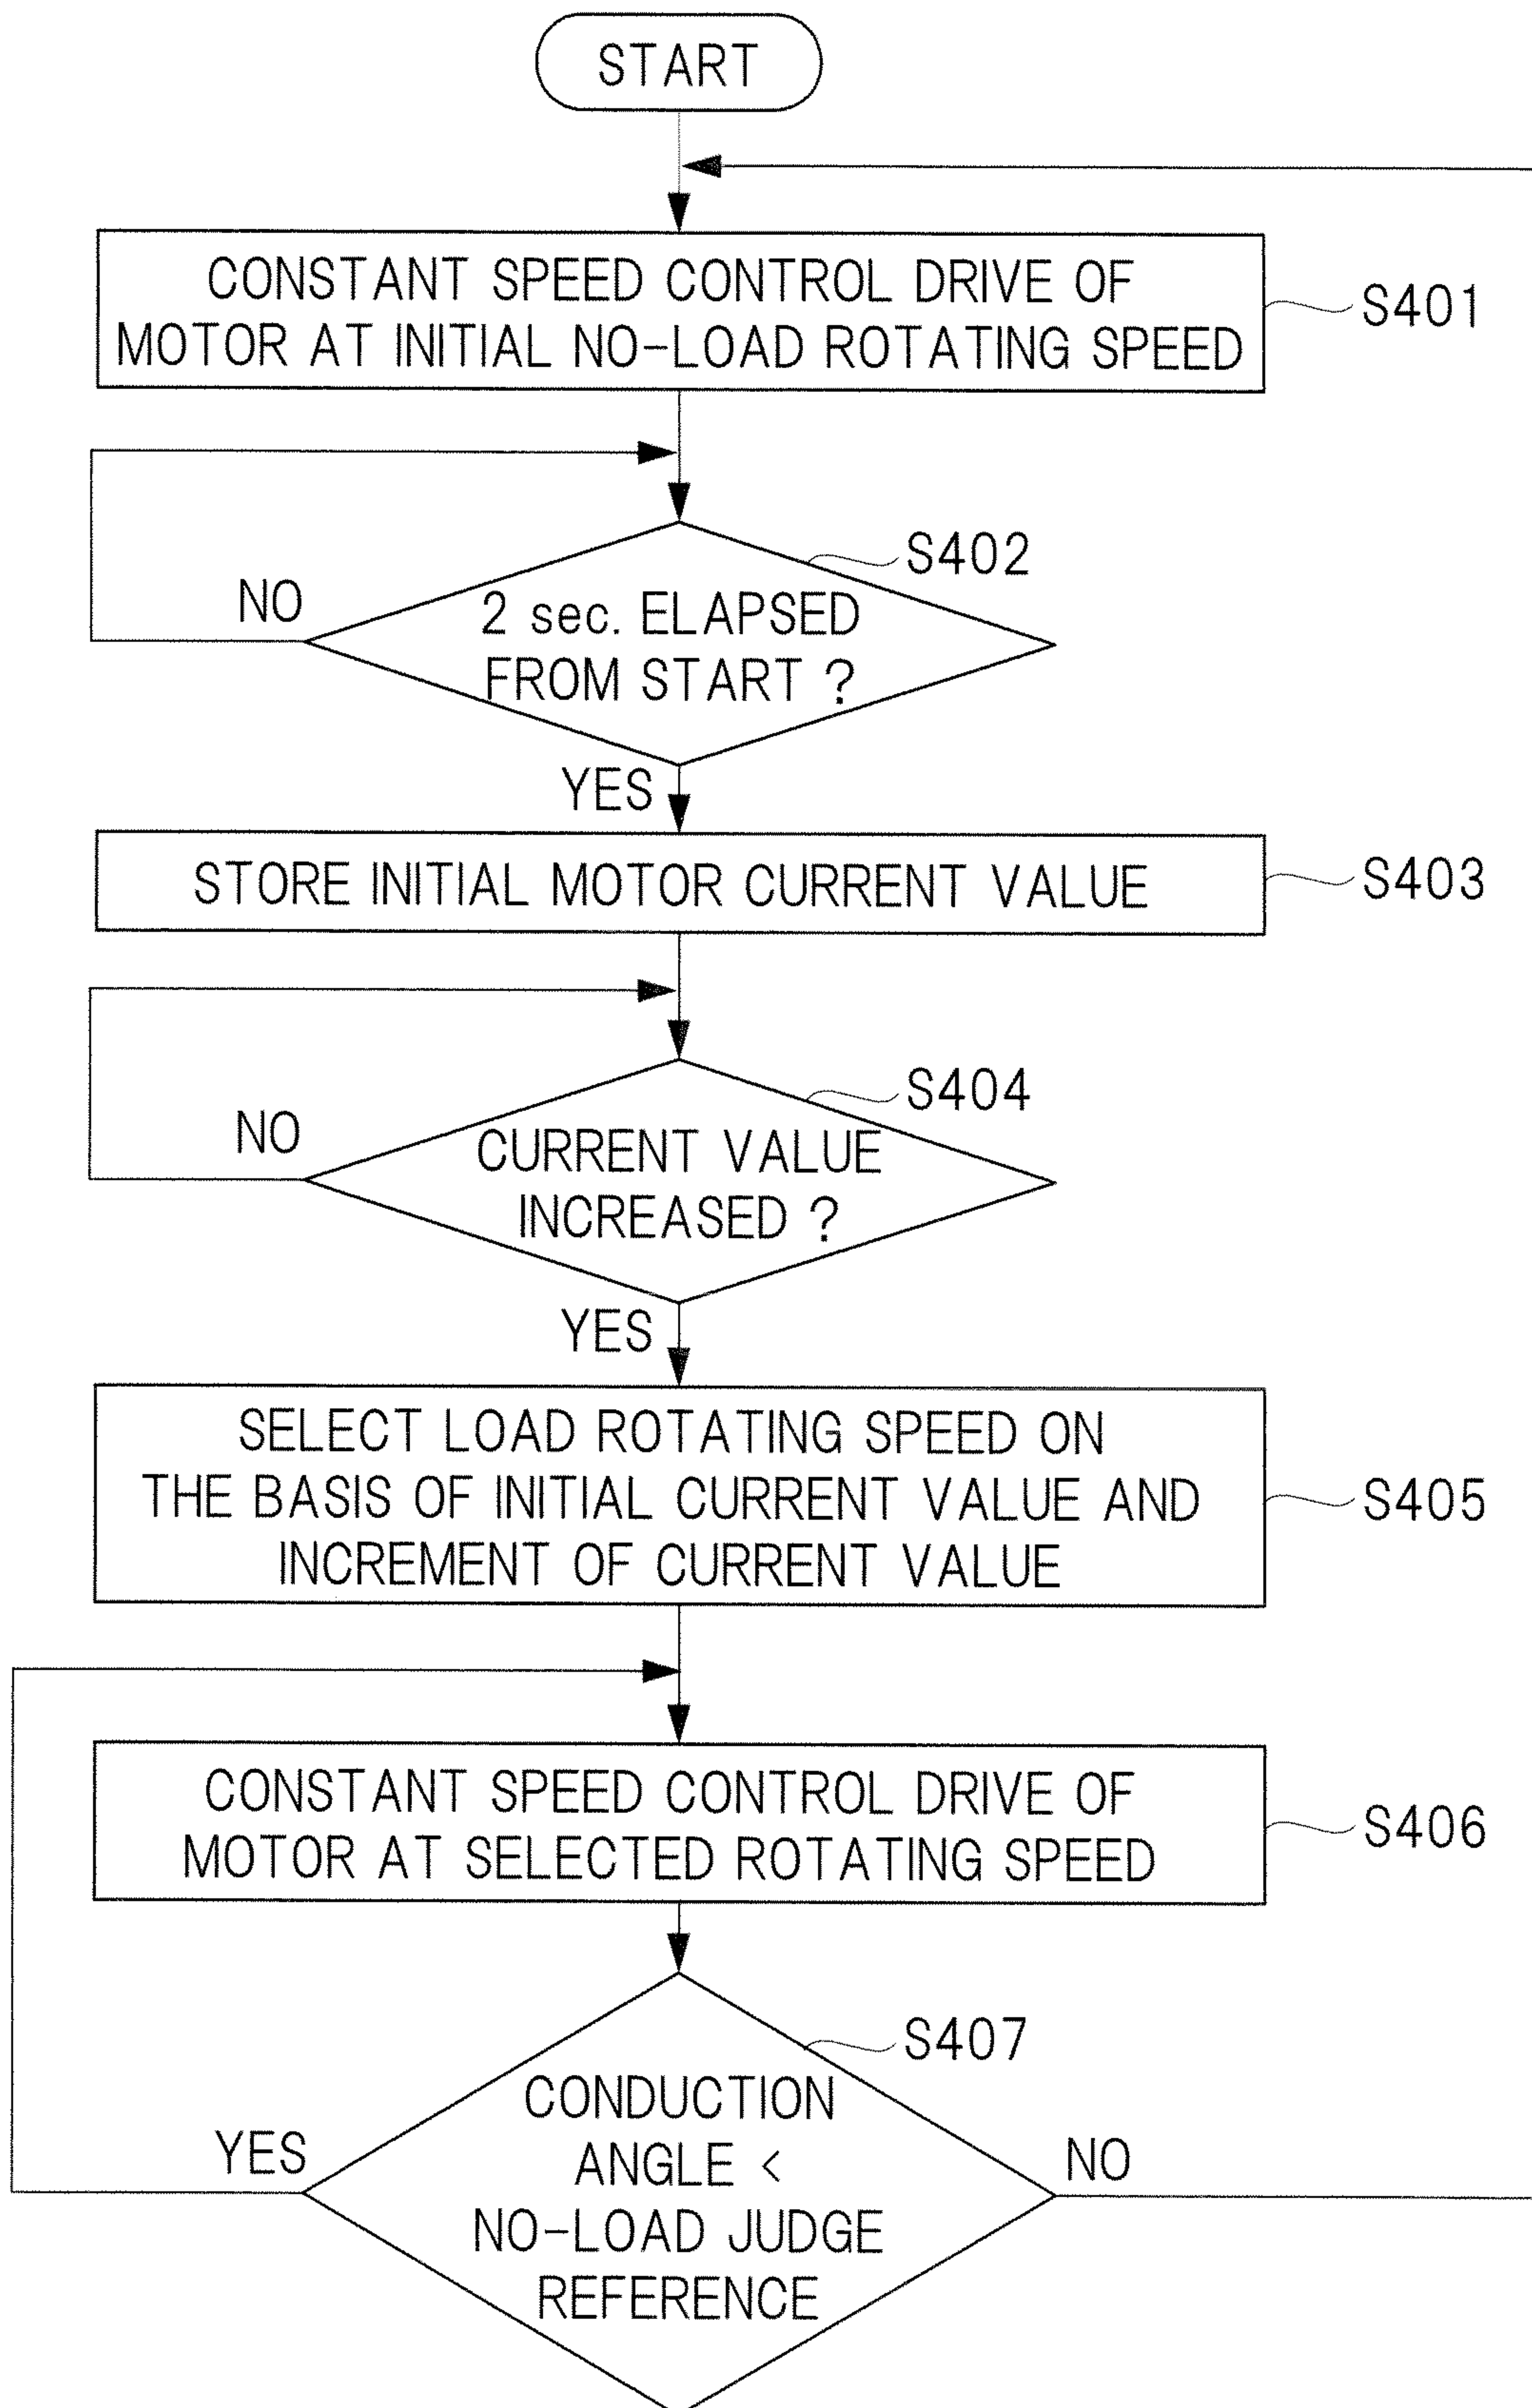 START
CONSTANT SPEED CONTROL DRIVE OF
MOTOR AT INITIAL NO-LOAD ROTATING SPEED
S401
S402
NO
2 sec. ELAPSED
FROM START ?
YES
STORE INITIAL MOTOR CURRENT VALUE
S403
S404
NO
CURRENT VALUE
INCREASED ?
YES
SELECT LOAD ROTATING SPEED ON
THE BASIS OF INITIAL CURRENT VALUE AND
INCREMENT OF CURRENT VALUE
S405
CONSTANT SPEED CONTROL DRIVE OF
MOTOR AT SELECTED ROTATING SPEED
S406
S407
YES
CONDUCTION
ANGLE <
NO-LOAD JUDGE
REFERENCE
NO